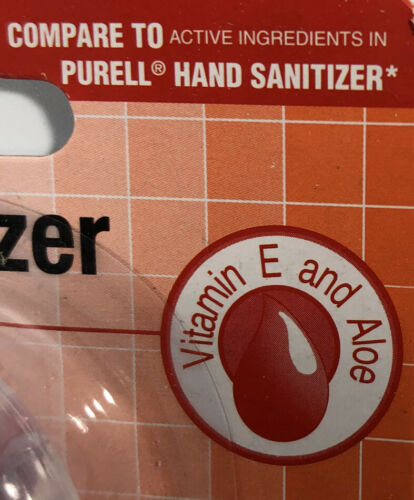 COMPARE TO ACTIVE INGREDIENTS IN
PURELL® HAND SANITIZER*
zer
Vitamin E and Aloe